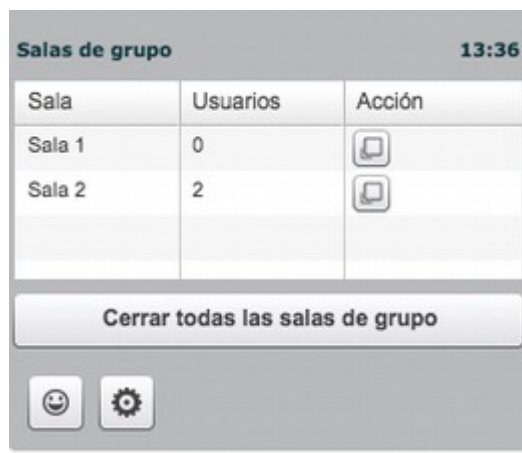 Salas de grupo 13:36
Sala Usuarios Acción
Sala 1 0
Sala 2 2
Cerrar todas las salas de grupo